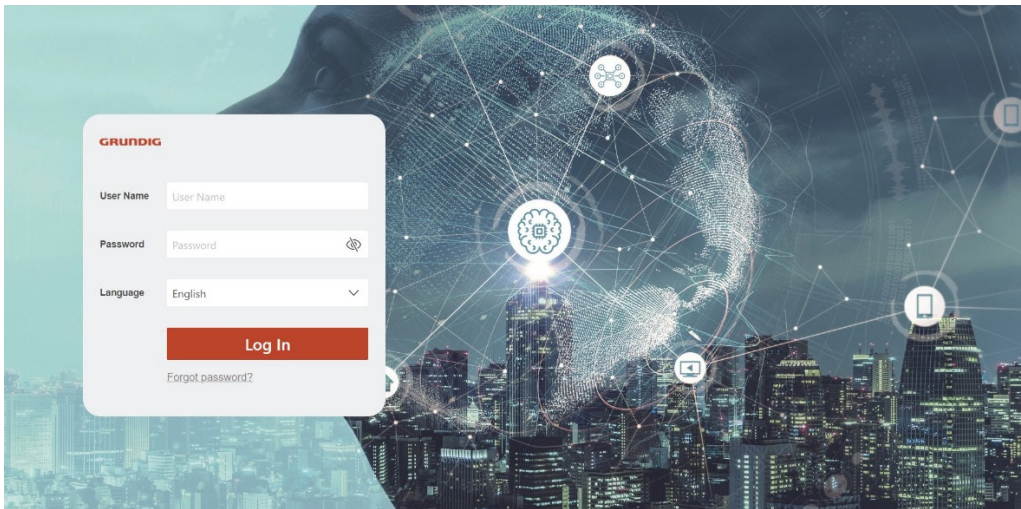 GRUNDIG
User Name User Name
Password Password
Language English
Log In
Forgot password?